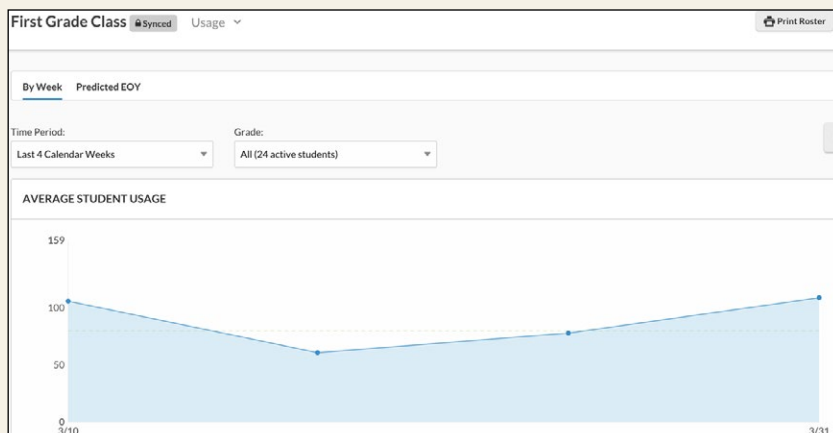 First Grade Class Synced Usage Print Roster
By Week Predicted EOY
Time Period: Grade:
Last 4 Calendar Weeks All (24 active students)
AVERAGE STUDENT USAGE
159
100
50
0
3/10 3/31